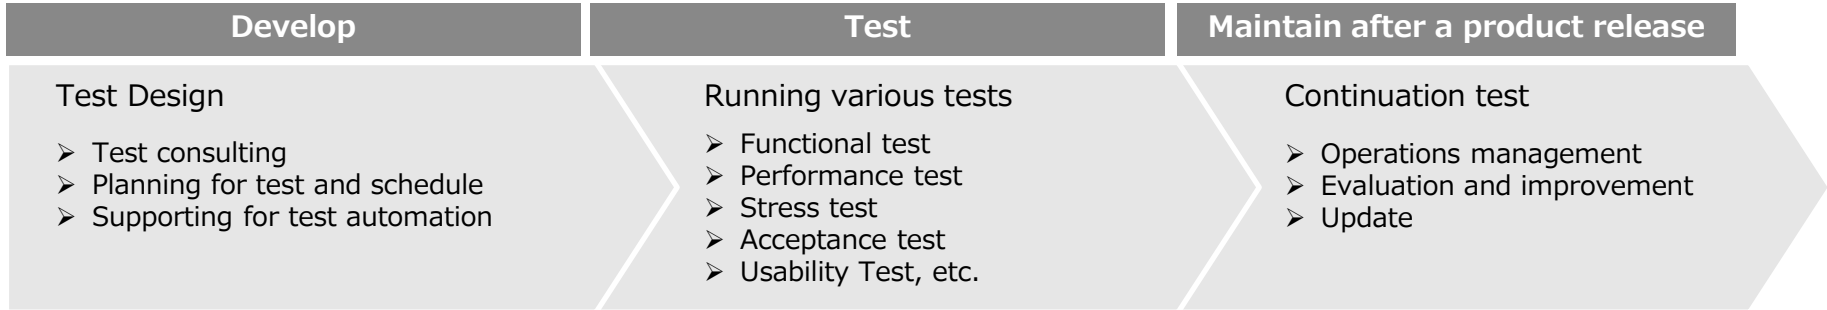 Develop
Test
Maintain after a product release
Test Design
➢ Test consulting
➢ Planning for test and schedule
➢ Supporting for test automation
Running various tests
➢ Functional test
➢ Performance test
➢ Stress test
➢ Acceptance test
➢ Usability Test, etc.
Continuation test
➢ Operations management
➢ Evaluation and improvement
➢ Update